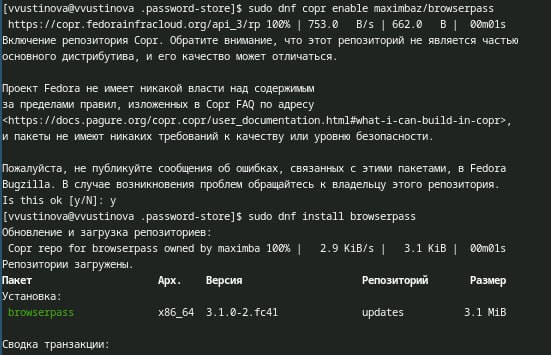 [vvustinova@vvustinova .password-store]$ sudo dnf copr enable maximbaz/browserpass
https://copr.fedorainfracloud.org/api_3/rp 100% | 753.0   B/s | 662.0   B |  00m01s
Включение репозитория Copr. Обратите внимание, что этот репозиторий не является частью
основного дистрибутива, и его качество может отличаться.

Проект Fedora не имеет никакой власти над содержимым
за пределами правил, изложенных в Copr FAQ по адресу
<https://docs.pagure.org/copr.copr/user_documentation.html#what-i-can-build-in-copr>,
и пакеты не имеют никаких требований к качеству или уровню безопасности.

Пожалуйста, не публикуйте сообщения об ошибках, связанных с этими пакетами, в Fedora
Bugzilla. В случае возникновения проблем обращайтесь к владельцу этого репозитория.
Is this ok [y/N]: y
[vvustinova@vvustinova .password-store]$ sudo dnf install browserpass
Обновление и загрузка репозиториев:
Copr repo for browserpass owned by maximba 100% |   2.9 KiB/s |   3.1 KiB |  00m01s
Репозитории загружены.
Пакет                    Арх.    Версия                    Репозиторий        Размер
Установка:
browserpass              x86_64  3.1.0-2.fc41              updates           3.1 MiB

Сводка транзакции: